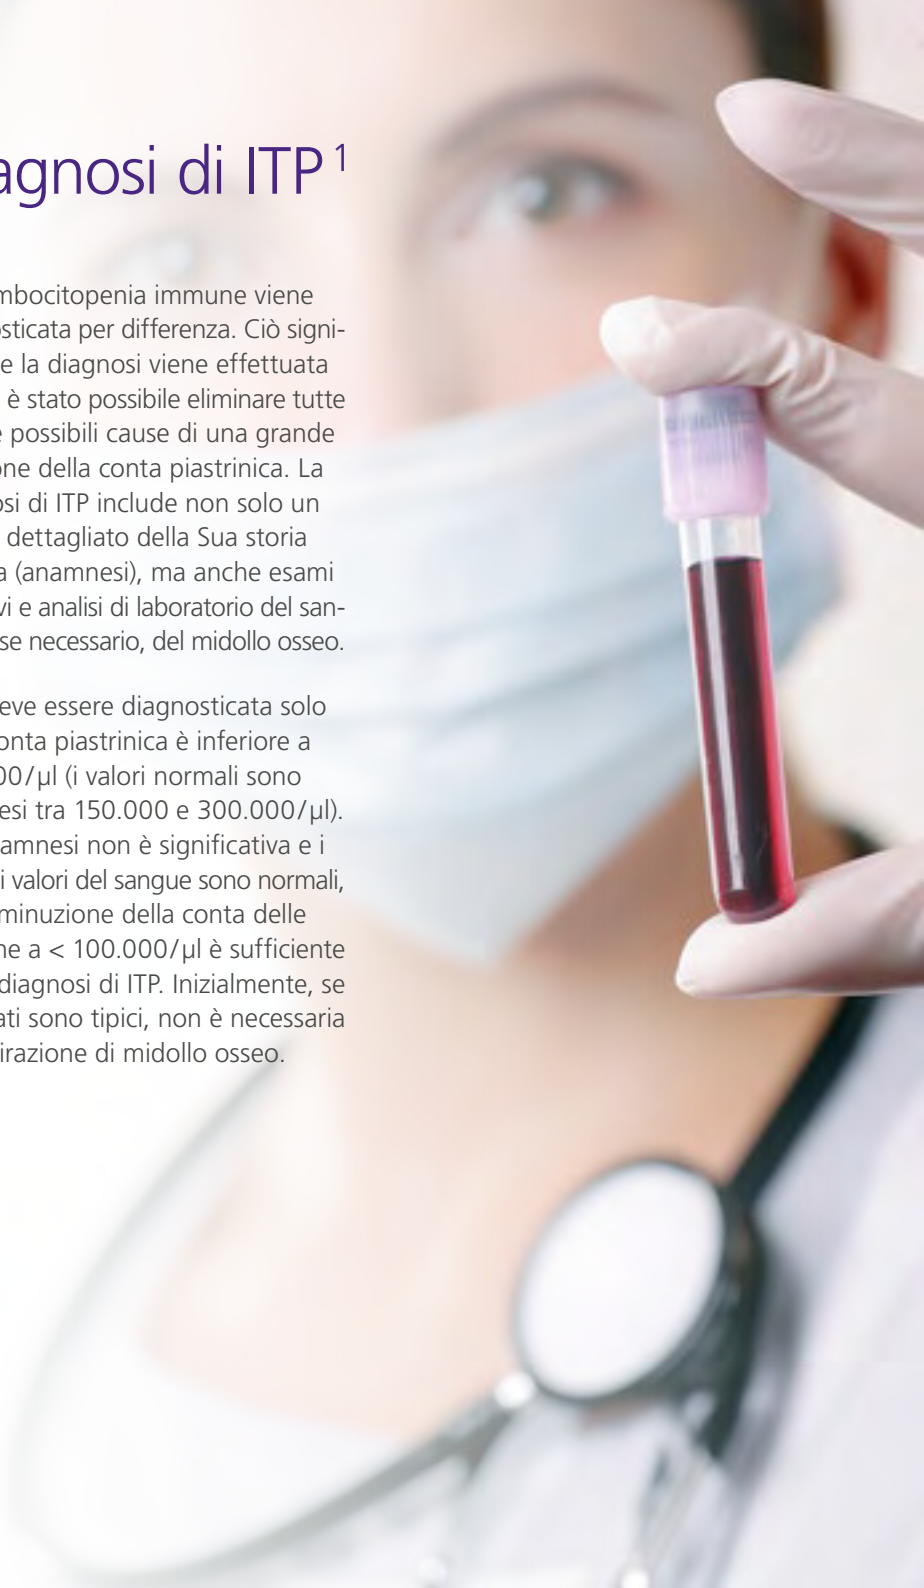 agnosi di ITP 1
mbocitopenia immune viene
sticata per differenza. Ciò signi-
e la diagnosi viene effettuata
è stato possibile eliminare tutte
e possibili cause di una grande
one della conta piastrinica. La
osi di ITP include non solo un
dettagliato della Sua storia
a (anamnesi), ma anche esami
vi e analisi di laboratorio del san-
se necessario, del midollo osseo.
eve essere diagnosticata solo
onta piastrinica è inferiore a
00/µl (i valori normali sono
esi tra 150.000 e 300.000/µl).
amnesi non è significativa e i
i valori del sangue sono normali,
minuzione della conta delle
ne a < 100.000/µl è sufficiente
diagnosi di ITP. Inizialmente, se
ati sono tipici, non è necessaria
irazione di midollo osseo.